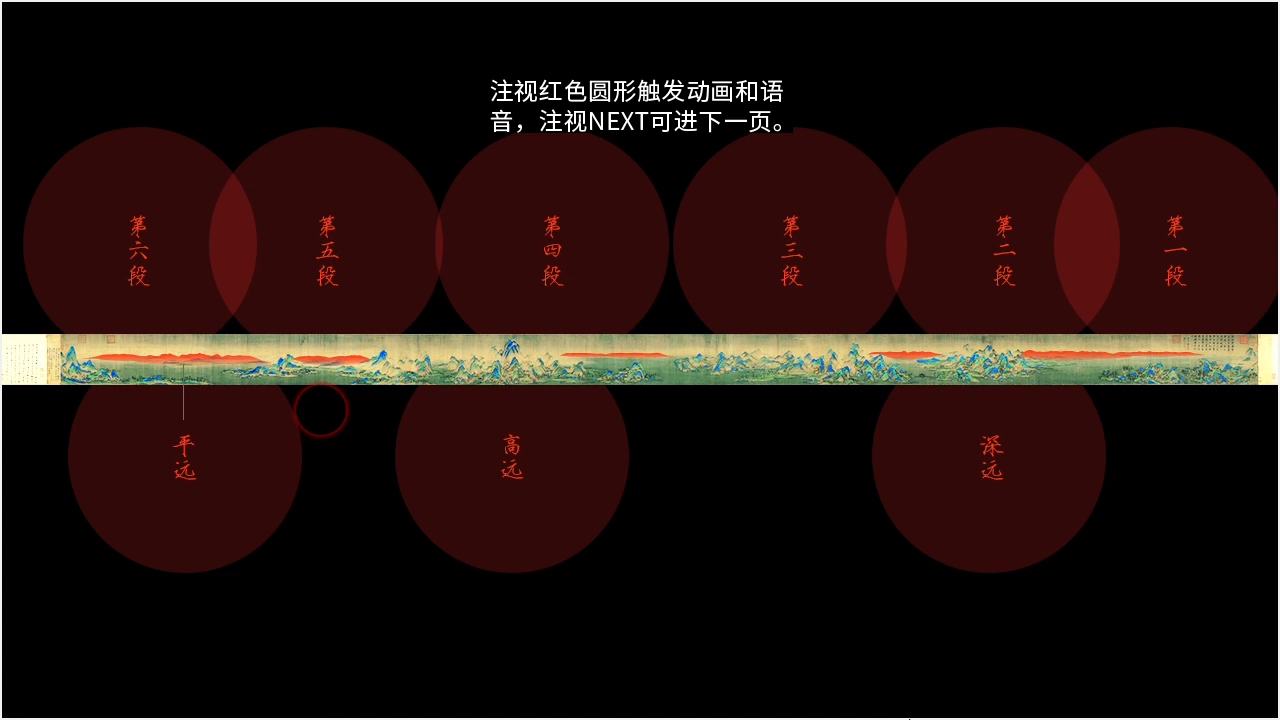 注视红色圆形触发动画和语
音，注视NEXT可进下一页。
第六段
第五段
第四段
第三段
第二段
第一段
平远
高远
深远